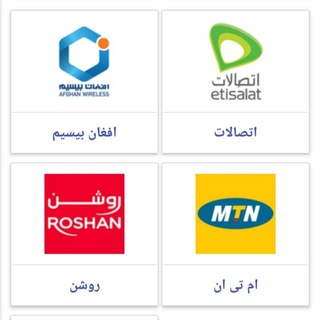 افغان بیسیم
AFGHAN WIRELESS
اتصالات
etisalat
افغان بیسیم
اتصالات
روشن
ROSHAN
MTN
روشن
ام تی ان